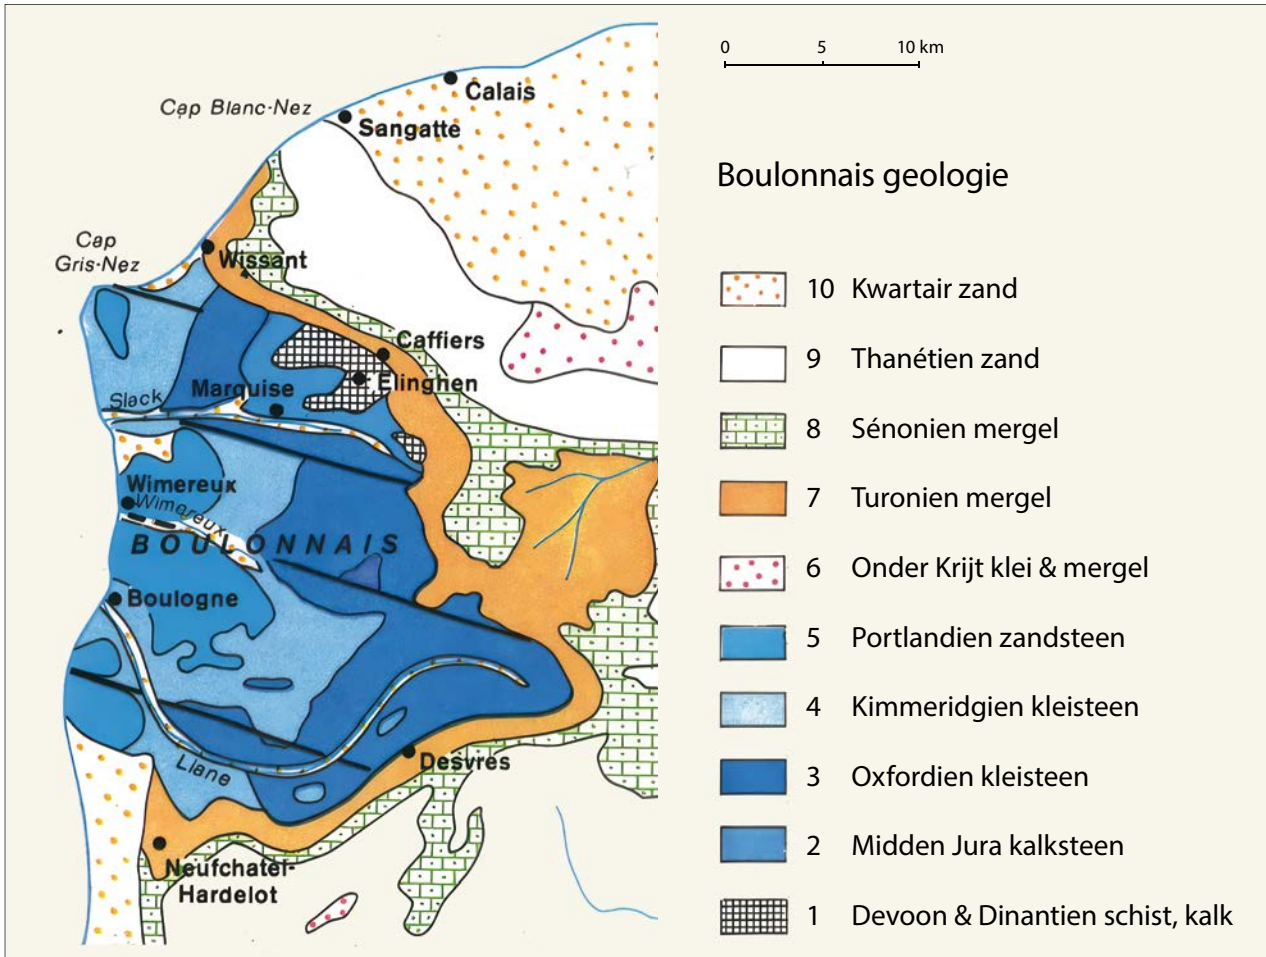 Calais
Cap Blanc-Nez
Sangatte
Cap
Gris-Nez
Wissant
Caffiers
Elinghen
Marquise
Slack
Wimereux
Wimereux
BOULONNAIS
Boulogne
Desvres
Liane
Neufchatel-
Hardelot
0 5 10 km
Boulonnais geologie
10 Kwartair zand
9 Thanétien zand
8 Sénonien mergel
7 Turonien mergel
6 Onder Krijt klei & mergel
5 Portlandien zandsteen
4 Kimmeridgien kleisteen
3 Oxfordien kleisteen
2 Midden Jura kalksteen
1 Devoon & Dinantien schist, kalk